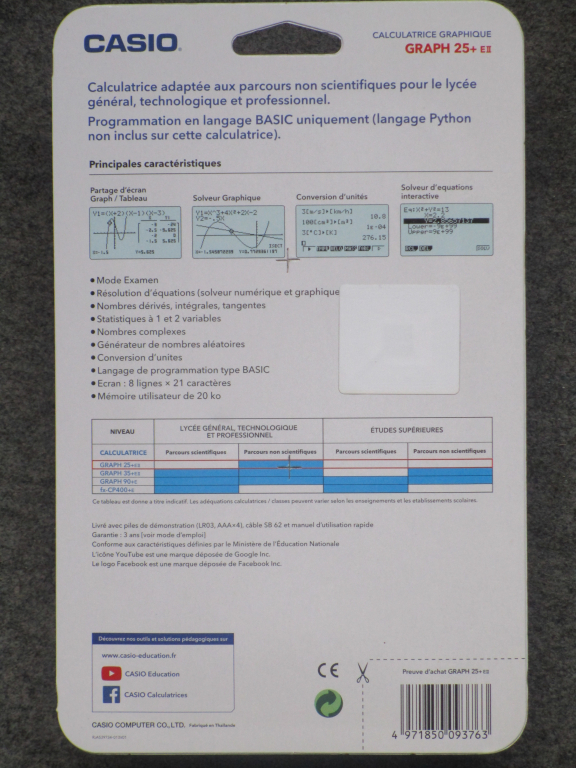 CASIO
CALCULATRICE GRAPHIQUE
GRAPH 25+ EII
Calculatrice adaptée aux parcours non scientifiques pour le lycée
général, technologique et professionnel.
Programmation en langage BASIC uniquement (langage Python
non inclus sur cette calculatrice).
Principales caractéristiques
Partage d'écran
Graph / Tableau
Solveur Graphique
Conversion d'unités
Solveur d'equations
interactive
• Mode Examen
• Résolution d'équations (solveur numérique et graphique
• Nombres dérivés, intégrales, tangentes
• Statistiques à 1 et 2 variables
• Nombres complexes
• Générateur de nombres aléatoires
• Conversion d'unites
• Langage de programmation type BASIC
• Ecran : 8 lignes × 21 caractères
• Mémoire utilisateur de 20 ko
NIVEAU
LYCÉE GÉNÉRAL, TECHNOLOGIQUE
ET PROFESSIONNEL
ÉTUDES SUPÉRIEURES
CALCULATRICE
Parcours scientifiques
Parcours non scientifiques
Parcours scientifiques
Parcours non scientifiques
GRAPH 25+EII
GRAPH 35+EII
GRAPH 90+E
fx-CP400+E
Ce tableau est donne a titre indicatif. Les adéquations calculatrices / classes peuvent varier selon les enseignements et les etablissements scolaires.
Livré avec piles de démonstration (LR03, AAA×4), câble SB 62 et manuel d'utilisation rapide
Garantie : 3 ans (voir mode d'emploi)
Conforme aux caractéristiques définies par le Ministère de l'Éducation Nationale
L'icône YouTube est une marque déposée de Google Inc.
Le logo Facebook est une marque déposée de Facebook Inc.
Découvrez nos outils et solutions pédagogiques sur
www.casio-education.fr
CASIO Education
CASIO Calculatrices
CASIO COMPUTER CO.,LTD. Fabriqué en Thaïlande
CE
Preuve d'achat GRAPH 25+EII
4 971850 093763